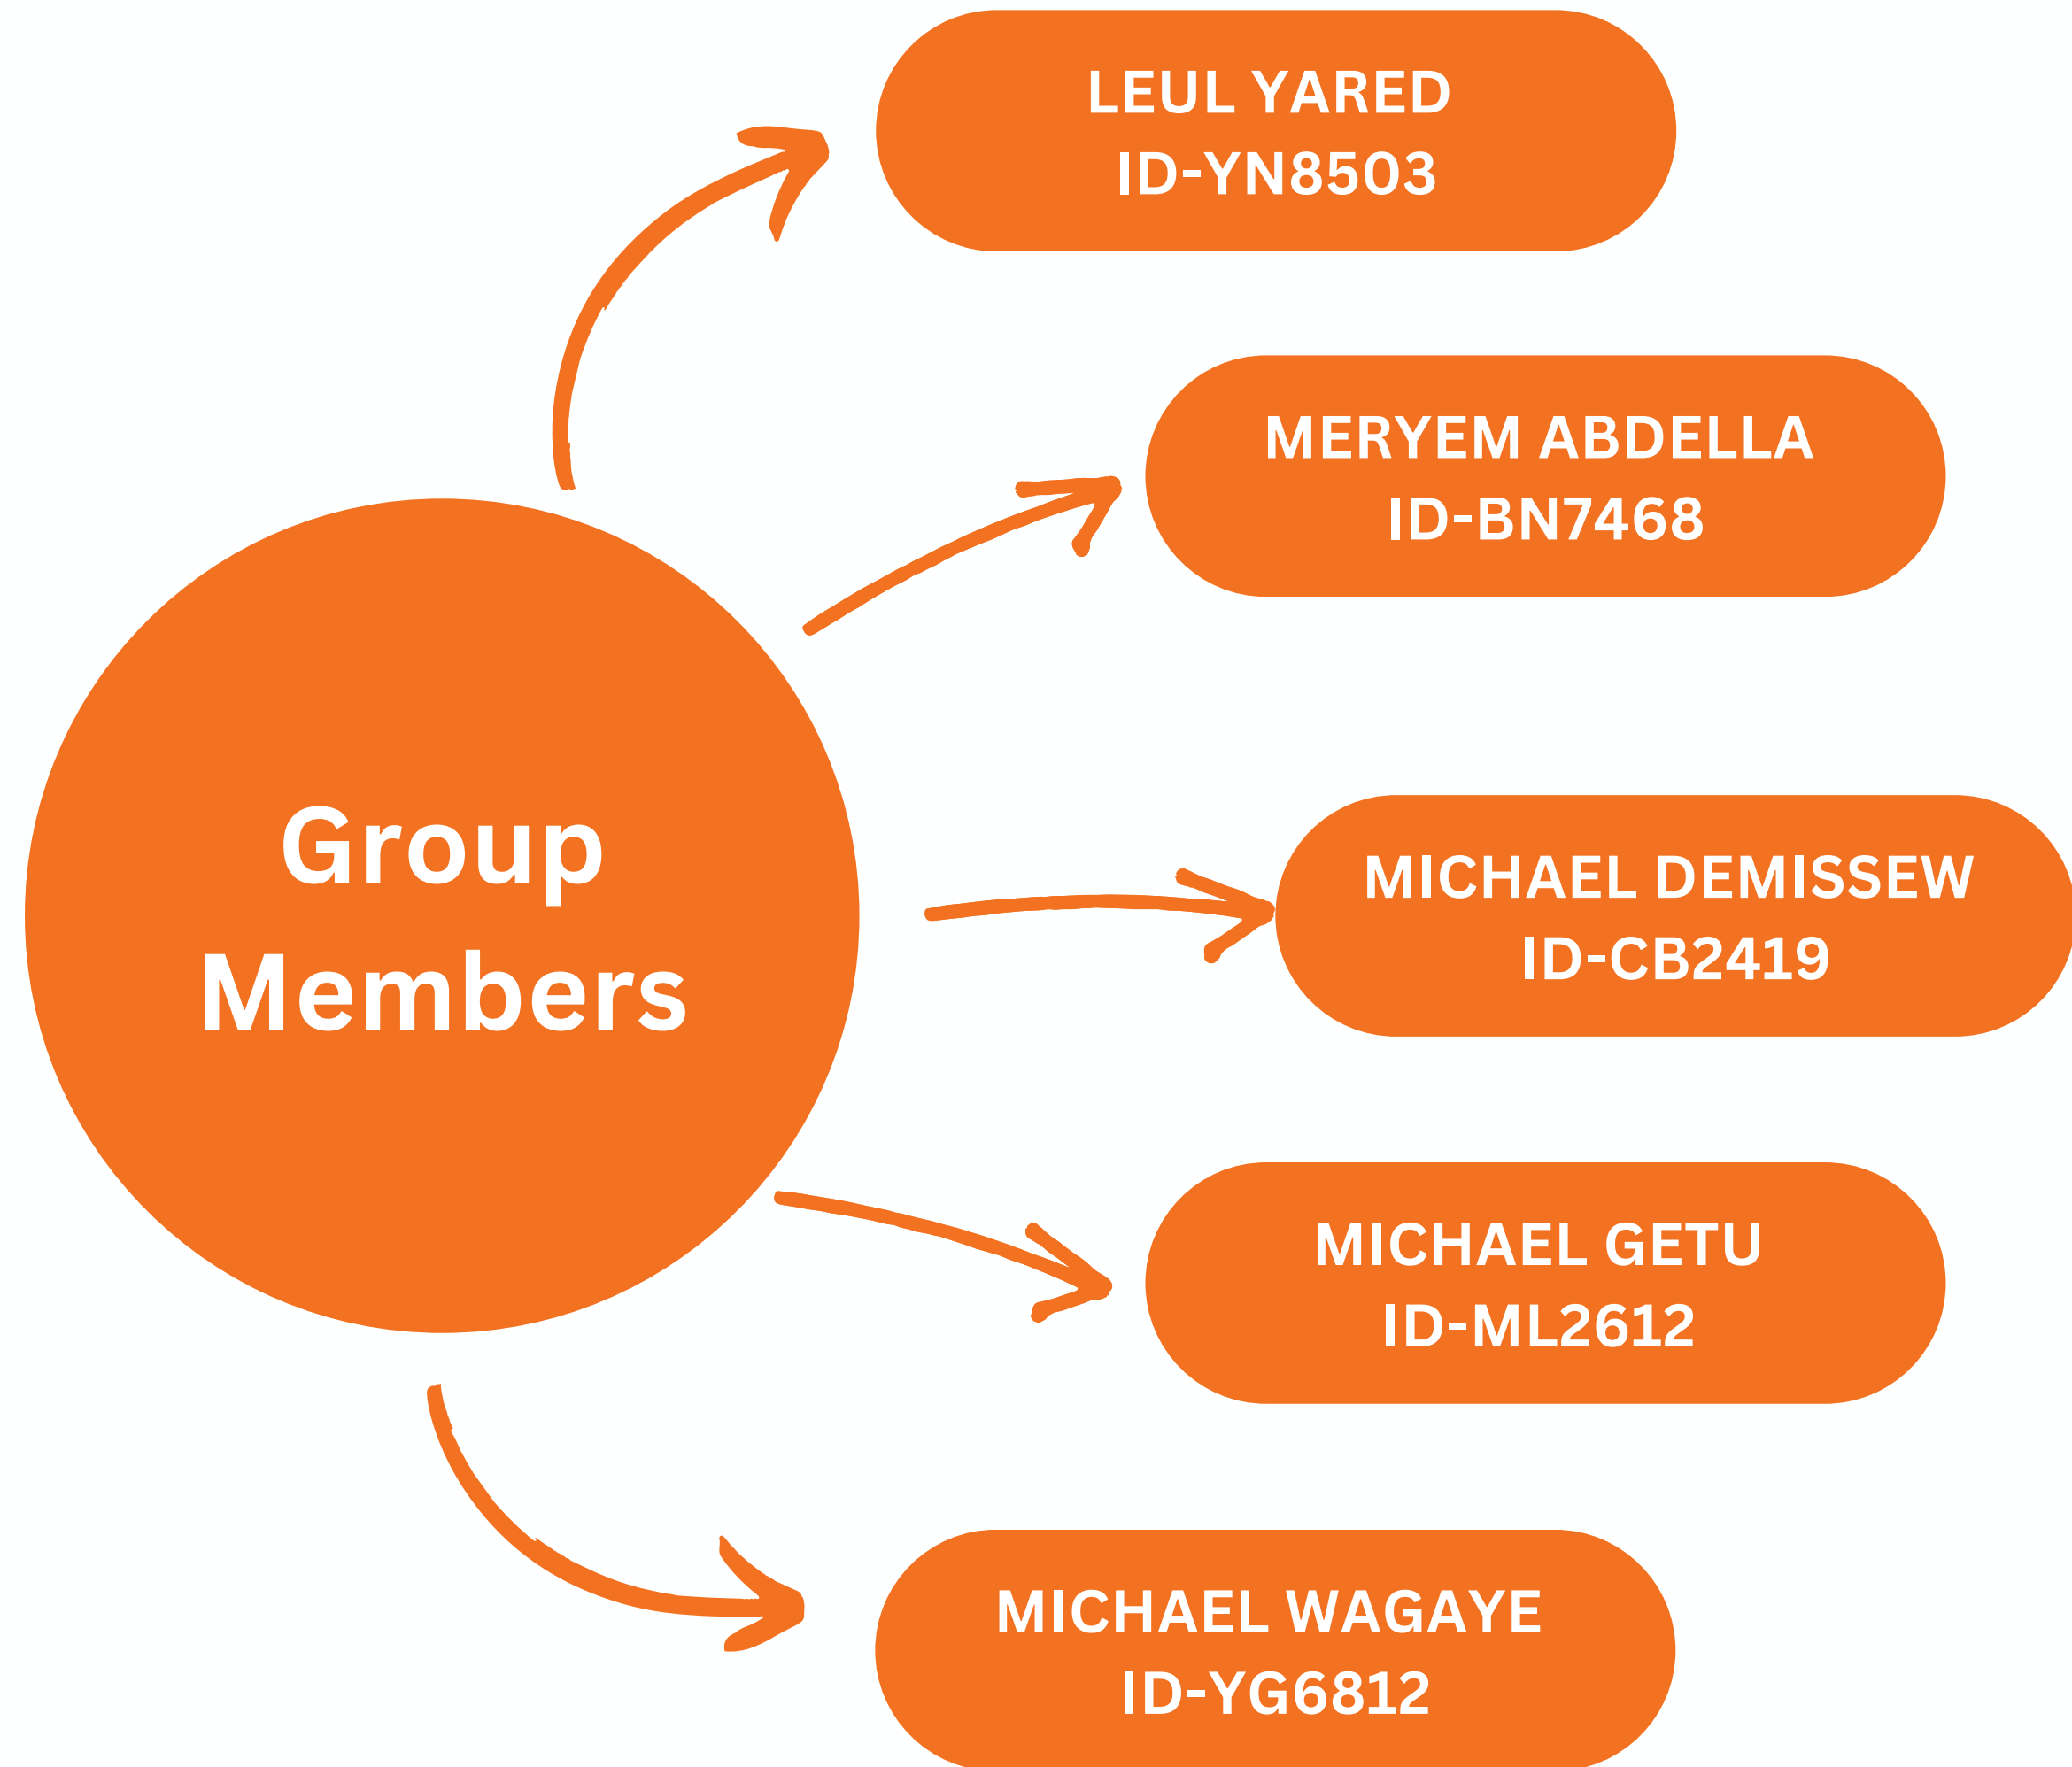 Group
Members
LEUL YARED
ID-YN8503
MERYEM ABDELLA
ID-BN7468
MICHAEL DEMISSEW
ID-CB2419
MICHAEL GETU
ID-ML2612
MICHAEL WAGAYE
ID-YG6812